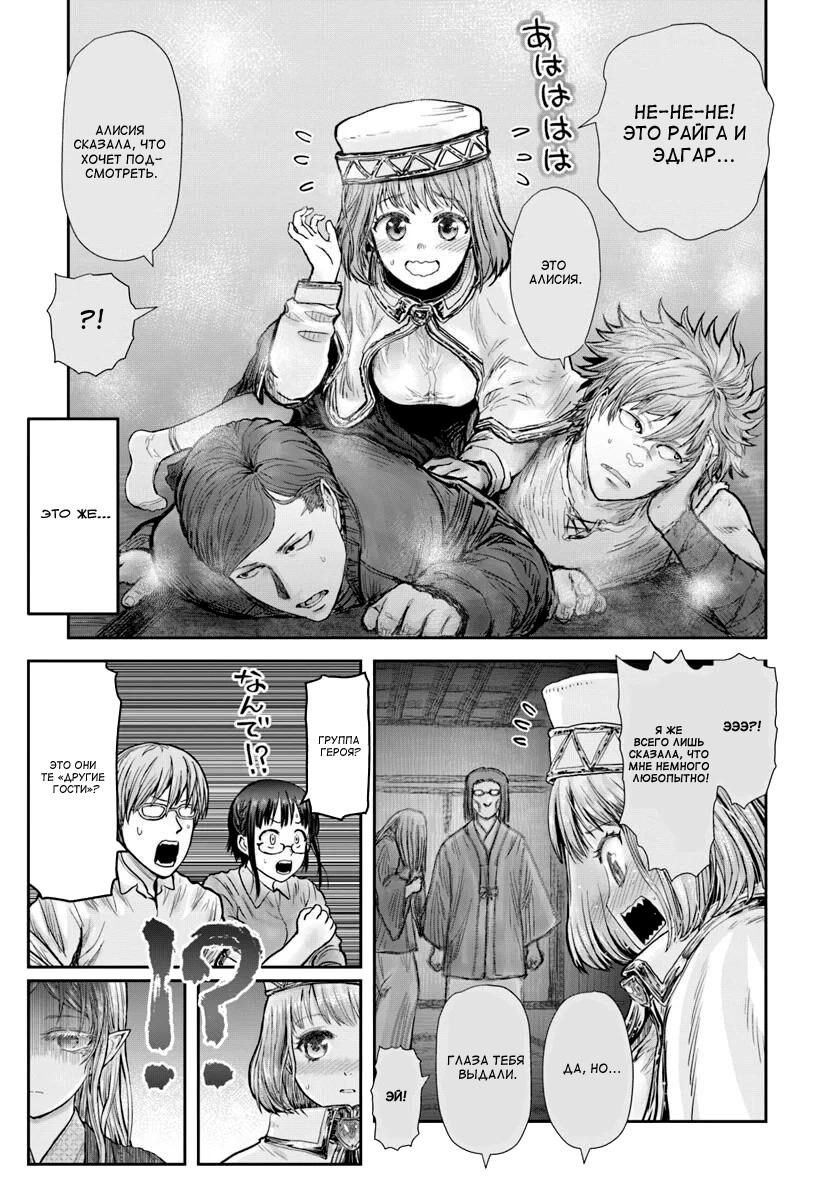 НЕ-НЕ-НЕ!
ЭТО РАЙГА И
ЭДГАР...
あはははは
АЛИСИЯ
СКАЗАЛА, ЧТО
ХОЧЕТ ПОД-
СМОТРЕТЬ.
ЭТО
АЛИСИЯ.
?!
ЭТО ЖЕ...
ЭЭЭ?!
Я ЖЕ
ВСЕГО ЛИШЬ
СКАЗАЛА, ЧТО
МНЕ НЕМНОГО
ЛЮБОПЫТНО!
ДА, НО...
ГЛАЗА ТЕБЯ
ВЫДАЛИ.
ЭЙ!
ГРУППА
ГЕРОЯ?
なんで!?
ЭТО ОНИ
ТЕ «ДРУГИЕ
ГОСТИ»?
!?